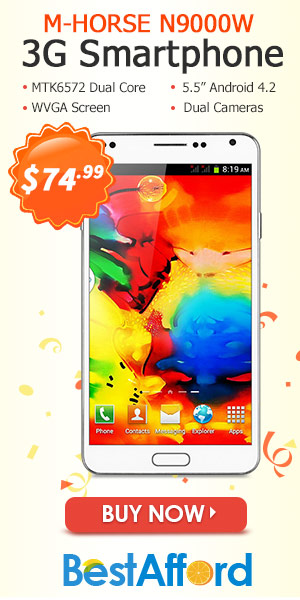 M-HORSE N9000W
3G Smartphone
• MTK6572 Dual Core • 5.5” Android 4.2
• WVGA Screen • Dual Cameras
$74.99
8:19 AM
Phone Contacts Messaging Explorer Apps
BUY NOW
BestAfford